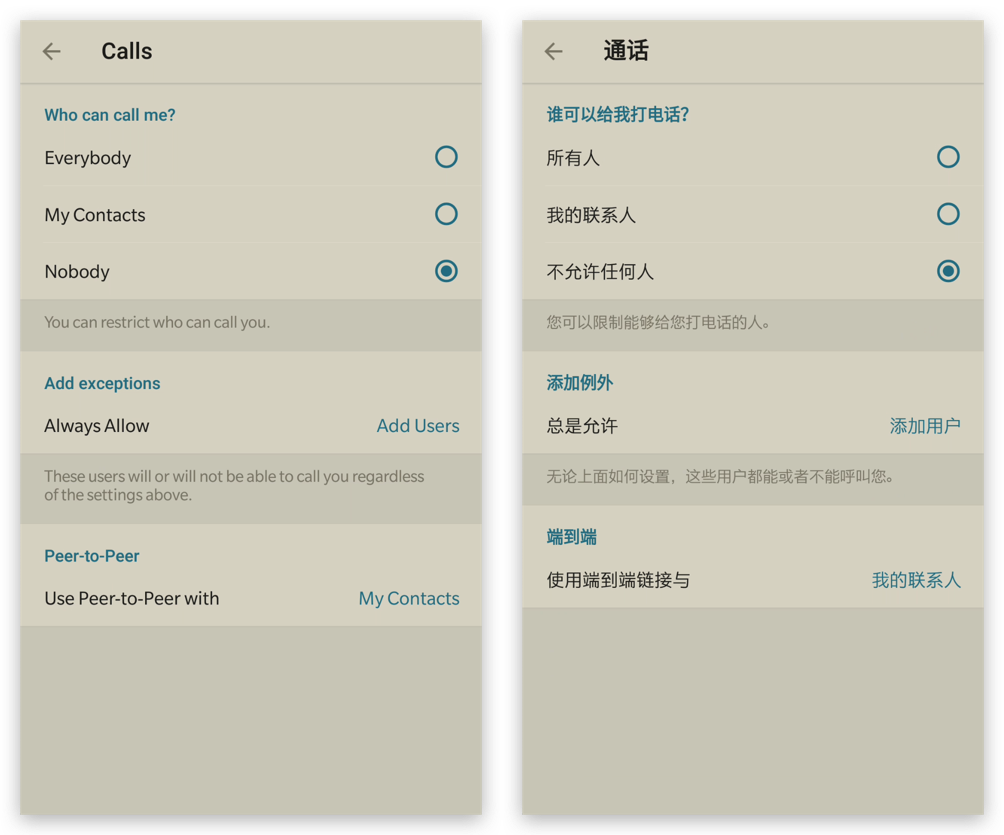 Calls
Who can call me?
Everybody
My Contacts
Nobody
You can restrict who can call you.
Add exceptions
Always Allow
Add Users
These users will or will not be able to call you regardless
of the settings above.
Peer-to-Peer
Use Peer-to-Peer with
My Contacts
通话
谁可以给我打电话?
所有人
我的联系人
不允许任何人
您可以限制能够给您打电话的人。
添加例外
总是允许
添加用户
无论上面如何设置，这些用户都能或者不能呼叫您。
端到端
使用端到端链接与
我的联系人